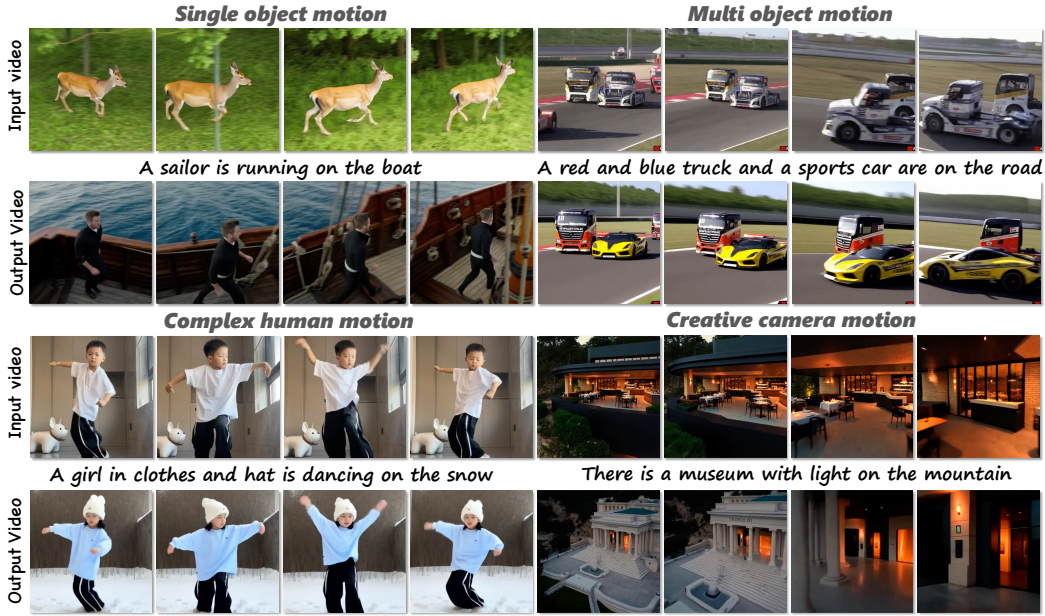 Single object motion
Multi object motion
Input video
A sailor is running on the boat
A red and blue truck and a sports car are on the road
Output Video
Complex human motion
Creative camera motion
Input video
A girl in clothes and hat is dancing on the snow
There is a museum with light on the mountain
Output Video